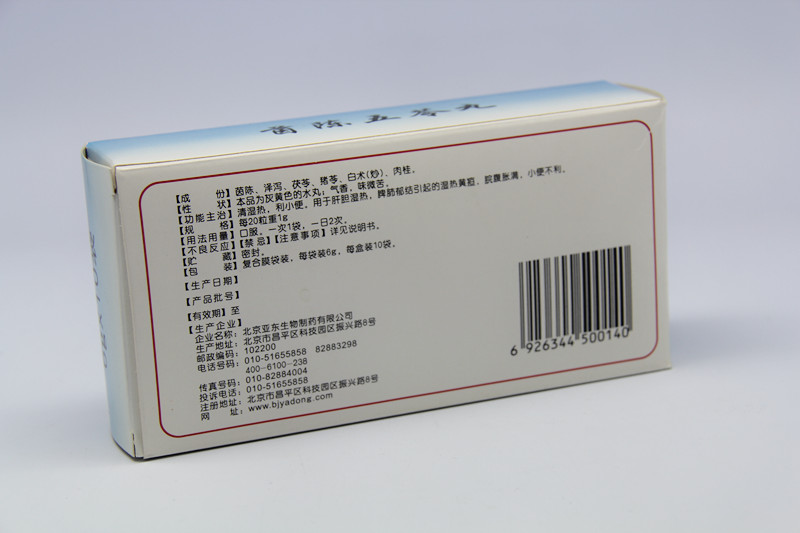 茵陈五苓丸
【成　　份】茵陈、泽泻、茯苓、猪苓、白术(炒)、肉桂。
【性　　状】本品为灰黄色的水丸；气香，味微苦。
【功能主治】清湿热，利小便。用于肝胆湿热，脾肺郁结引起的湿热黄疸，脘腹胀满，小便不利。
【规　　格】每20粒重1g
【用法用量】口服。一次1袋，一日2次。
【不良反应】【禁忌】【注意事项】详见说明书。
【贮　　藏】密封。
【包　　装】复合膜袋装，每袋装6g，每盒装10袋。
【生产日期】
【产品批号】
【有效期】至
【生产企业】
企业名称：北京亚东生物制药有限公司
生产地址：北京市昌平区科技园区振兴路8号
邮政编码：102200
电话号码：010-51655858　82883298
400-6100-238
传真号码：010-82884004
投诉电话：010-51655858
注册地址：北京市昌平区科技园区振兴路8号
网　　址：www.bjyadong.com
6 926344 500140